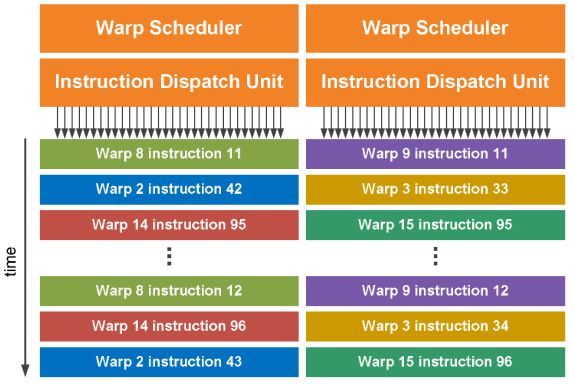 Warp Scheduler
Instruction Dispatch Unit
Warp 8 instruction 11
Warp 2 instruction 42
Warp 14 instruction 95
Warp 8 instruction 12
Warp 14 instruction 96
Warp 2 instruction 43
Warp Scheduler
Instruction Dispatch Unit
Warp 9 instruction 11
Warp 3 instruction 33
Warp 15 instruction 95
Warp 9 instruction 12
Warp 3 instruction 34
Warp 15 instruction 96
time